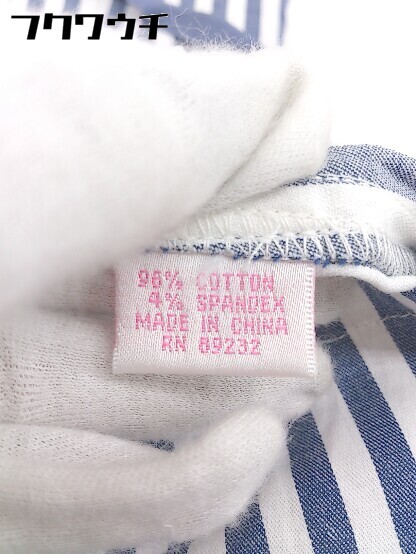 フクワウチ
96% COTTON
4% SPANDEX
MADE IN CHINA
RN 89232